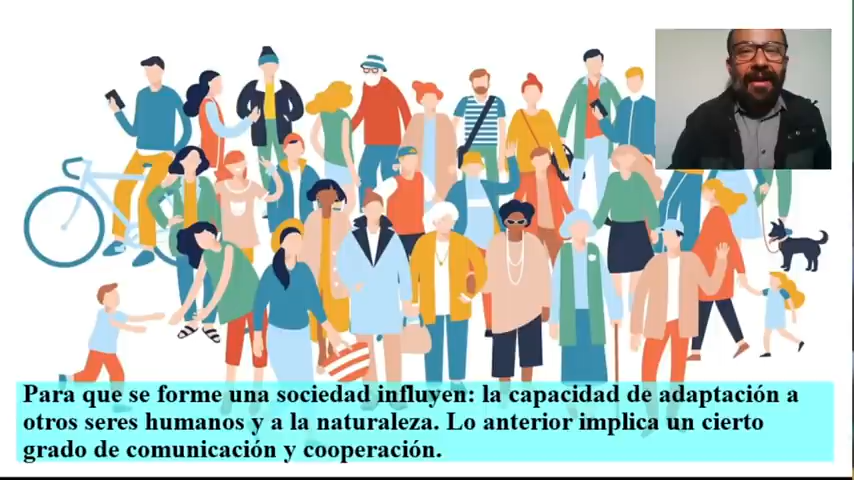 Para que se forme una sociedad influyen: la capacidad de adaptación a
otros seres humanos y a la naturaleza. Lo anterior implica un cierto
grado de comunicación y cooperación.